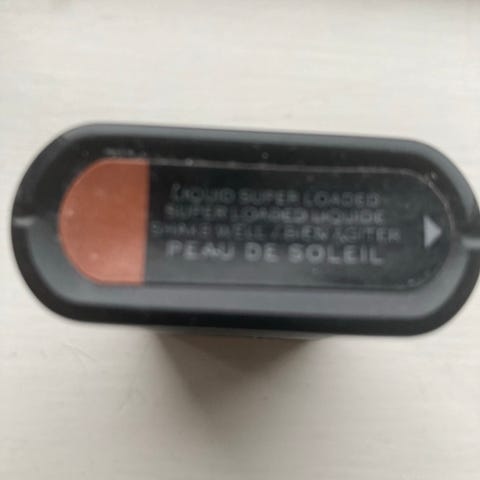 LIQUID SUPER LOADED
SUPER LOADED LIQUIDE
SHAKE WELL / BIEN AGITER
PEAU DE SOLEIL